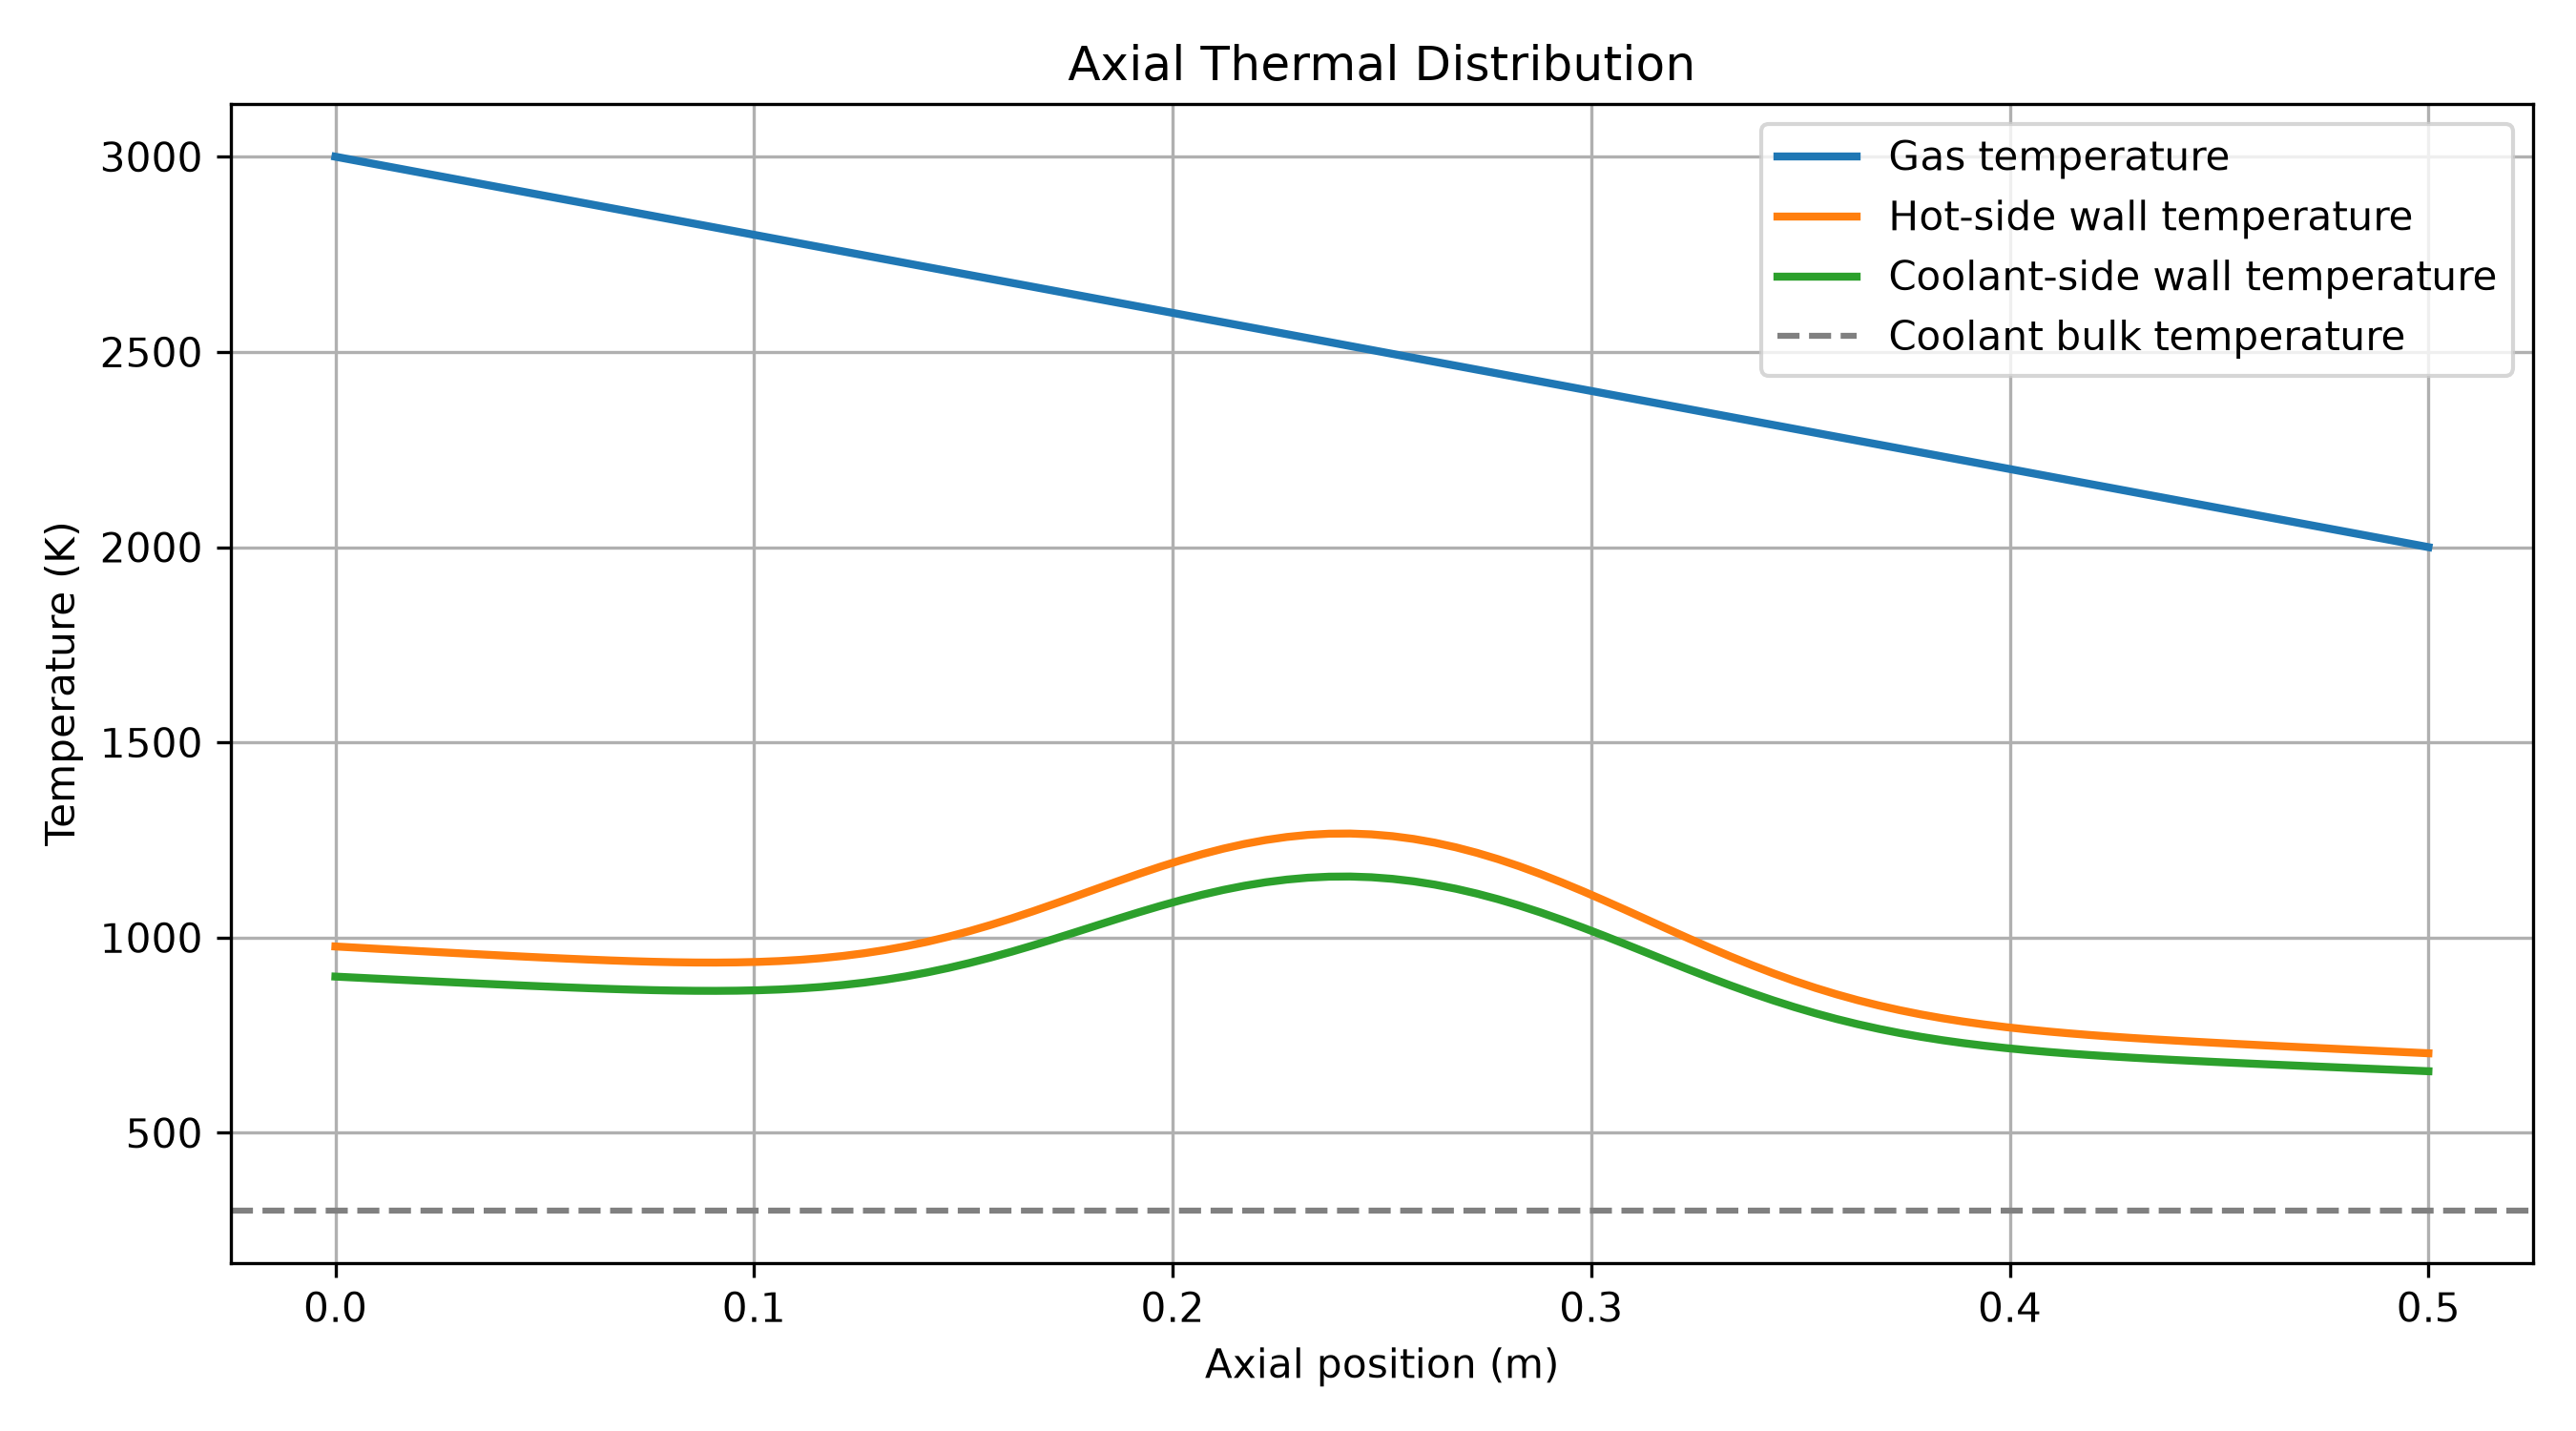 Axial Thermal Distribution
Gas temperature
Hot-side wall temperature
Coolant-side wall temperature
Coolant bulk temperature
Temperature (K)
3000
2500
2000
1500
1000
500
0.0 0.1 0.2 0.3 0.4 0.5
Axial position (m)